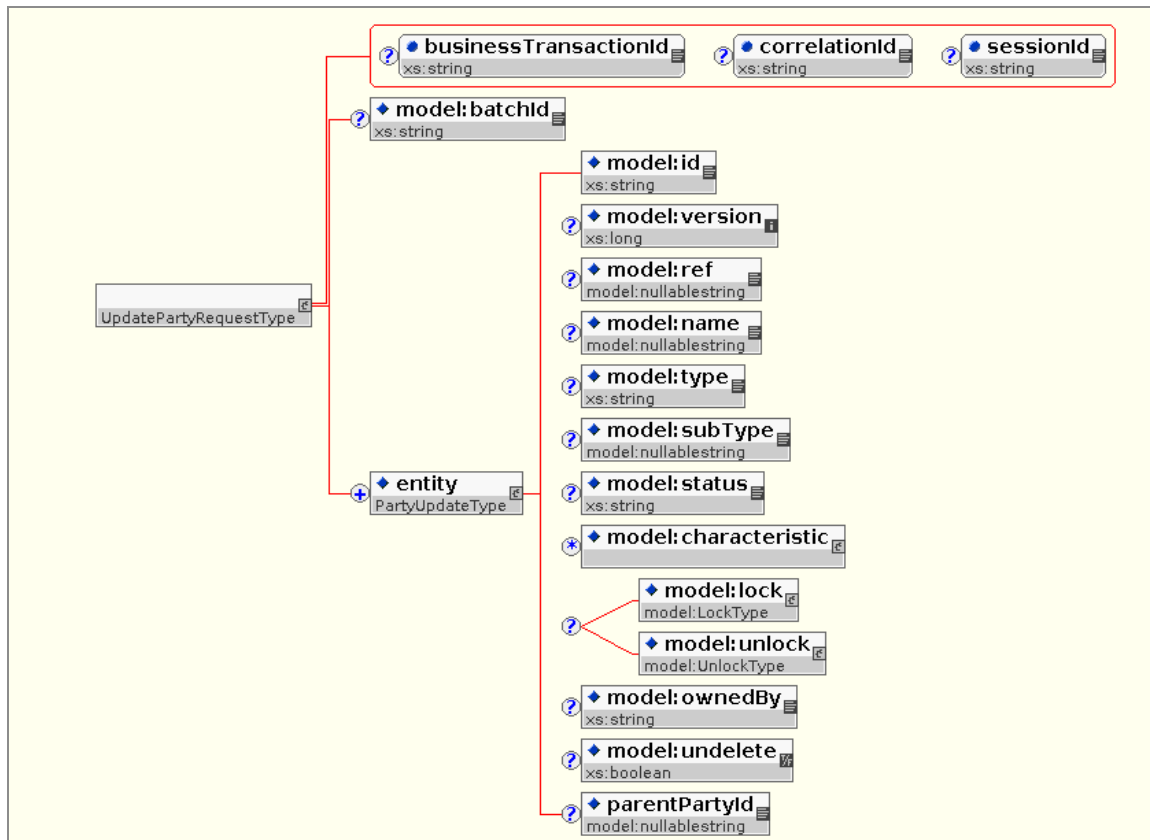 businessTransactionId
xs:string
correlationId
xs:string
sessionId
xs:string
model:batchId
xs:string
model:id
xs:string
model:version
xs:long
model:ref
model:nullablestring
UpdatePartyRequestType
model:name
model:nullablestring
model:type
xs:string
model:subType
model:nullablestring
entity
PartyUpdateType
model:status
xs:string
model:characteristic
model:lock
model:LockType
model:unlock
model:UnlockType
model:ownedBy
xs:string
model:undelete
xs:boolean
parentPartyId
model:nullablestring